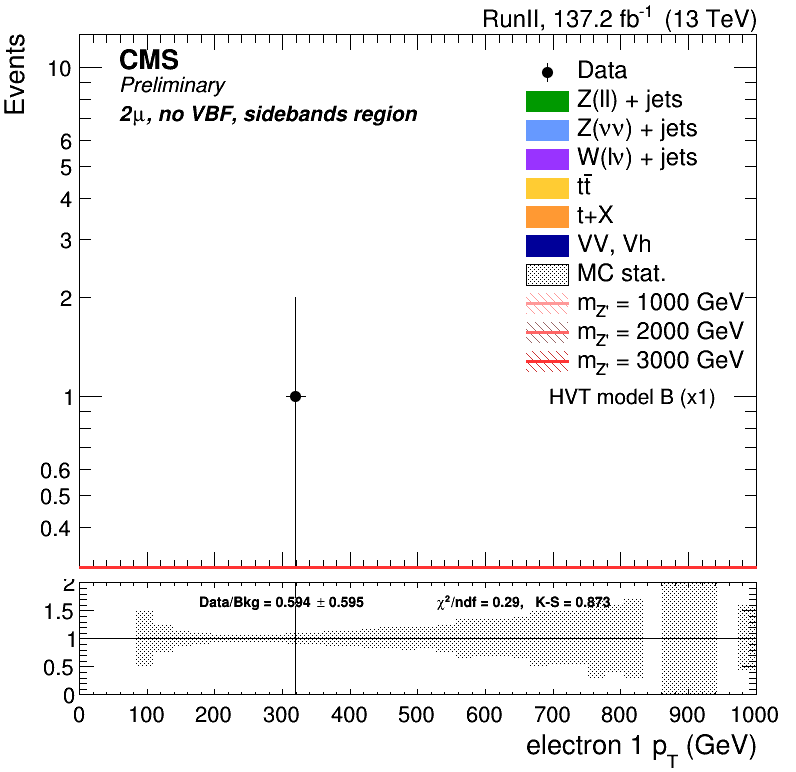 RunII, 137.2 fb⁻¹ (13 TeV)
Events
CMS
Preliminary
2μ, no VBF, sidebands region
Data
Z(ll) + jets
Z(νν) + jets
W(lν) + jets
tt̄
t+X
VV, Vh
MC stat.
m_Z' = 1000 GeV
m_Z' = 2000 GeV
m_Z' = 3000 GeV
HVT model B (x1)
10
6
5
4
3
2
1
0.6
0.5
0.4
Data/Bkg = 0.594 ± 0.595
χ²/ndf = 0.29, K-S = 0.873
2
1.5
1
0.5
0
0 100 200 300 400 500 600 700 800 900 1000
electron 1 p_T (GeV)